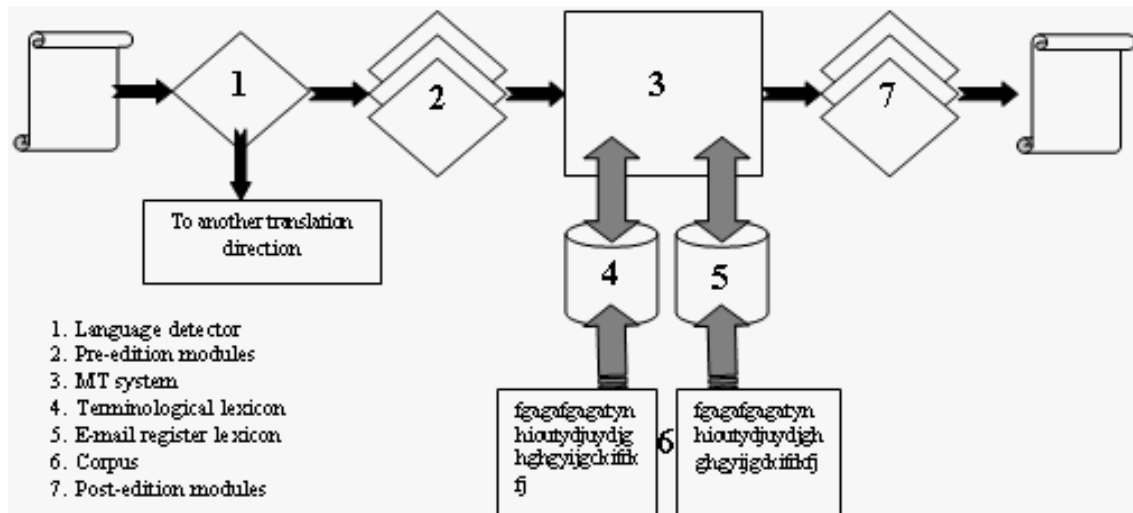 1
2
3
7
To another translation
direction
4
5
1. Language detector
2. Pre-edition modules
3. MT system
4. Terminological lexicon
5. E-mail register lexicon
6. Corpus
7. Post-edition modules
fgagafgagatyn
hioutydjuydjg
fj
6
fgagafgagatyn
hioutydjuydjgh